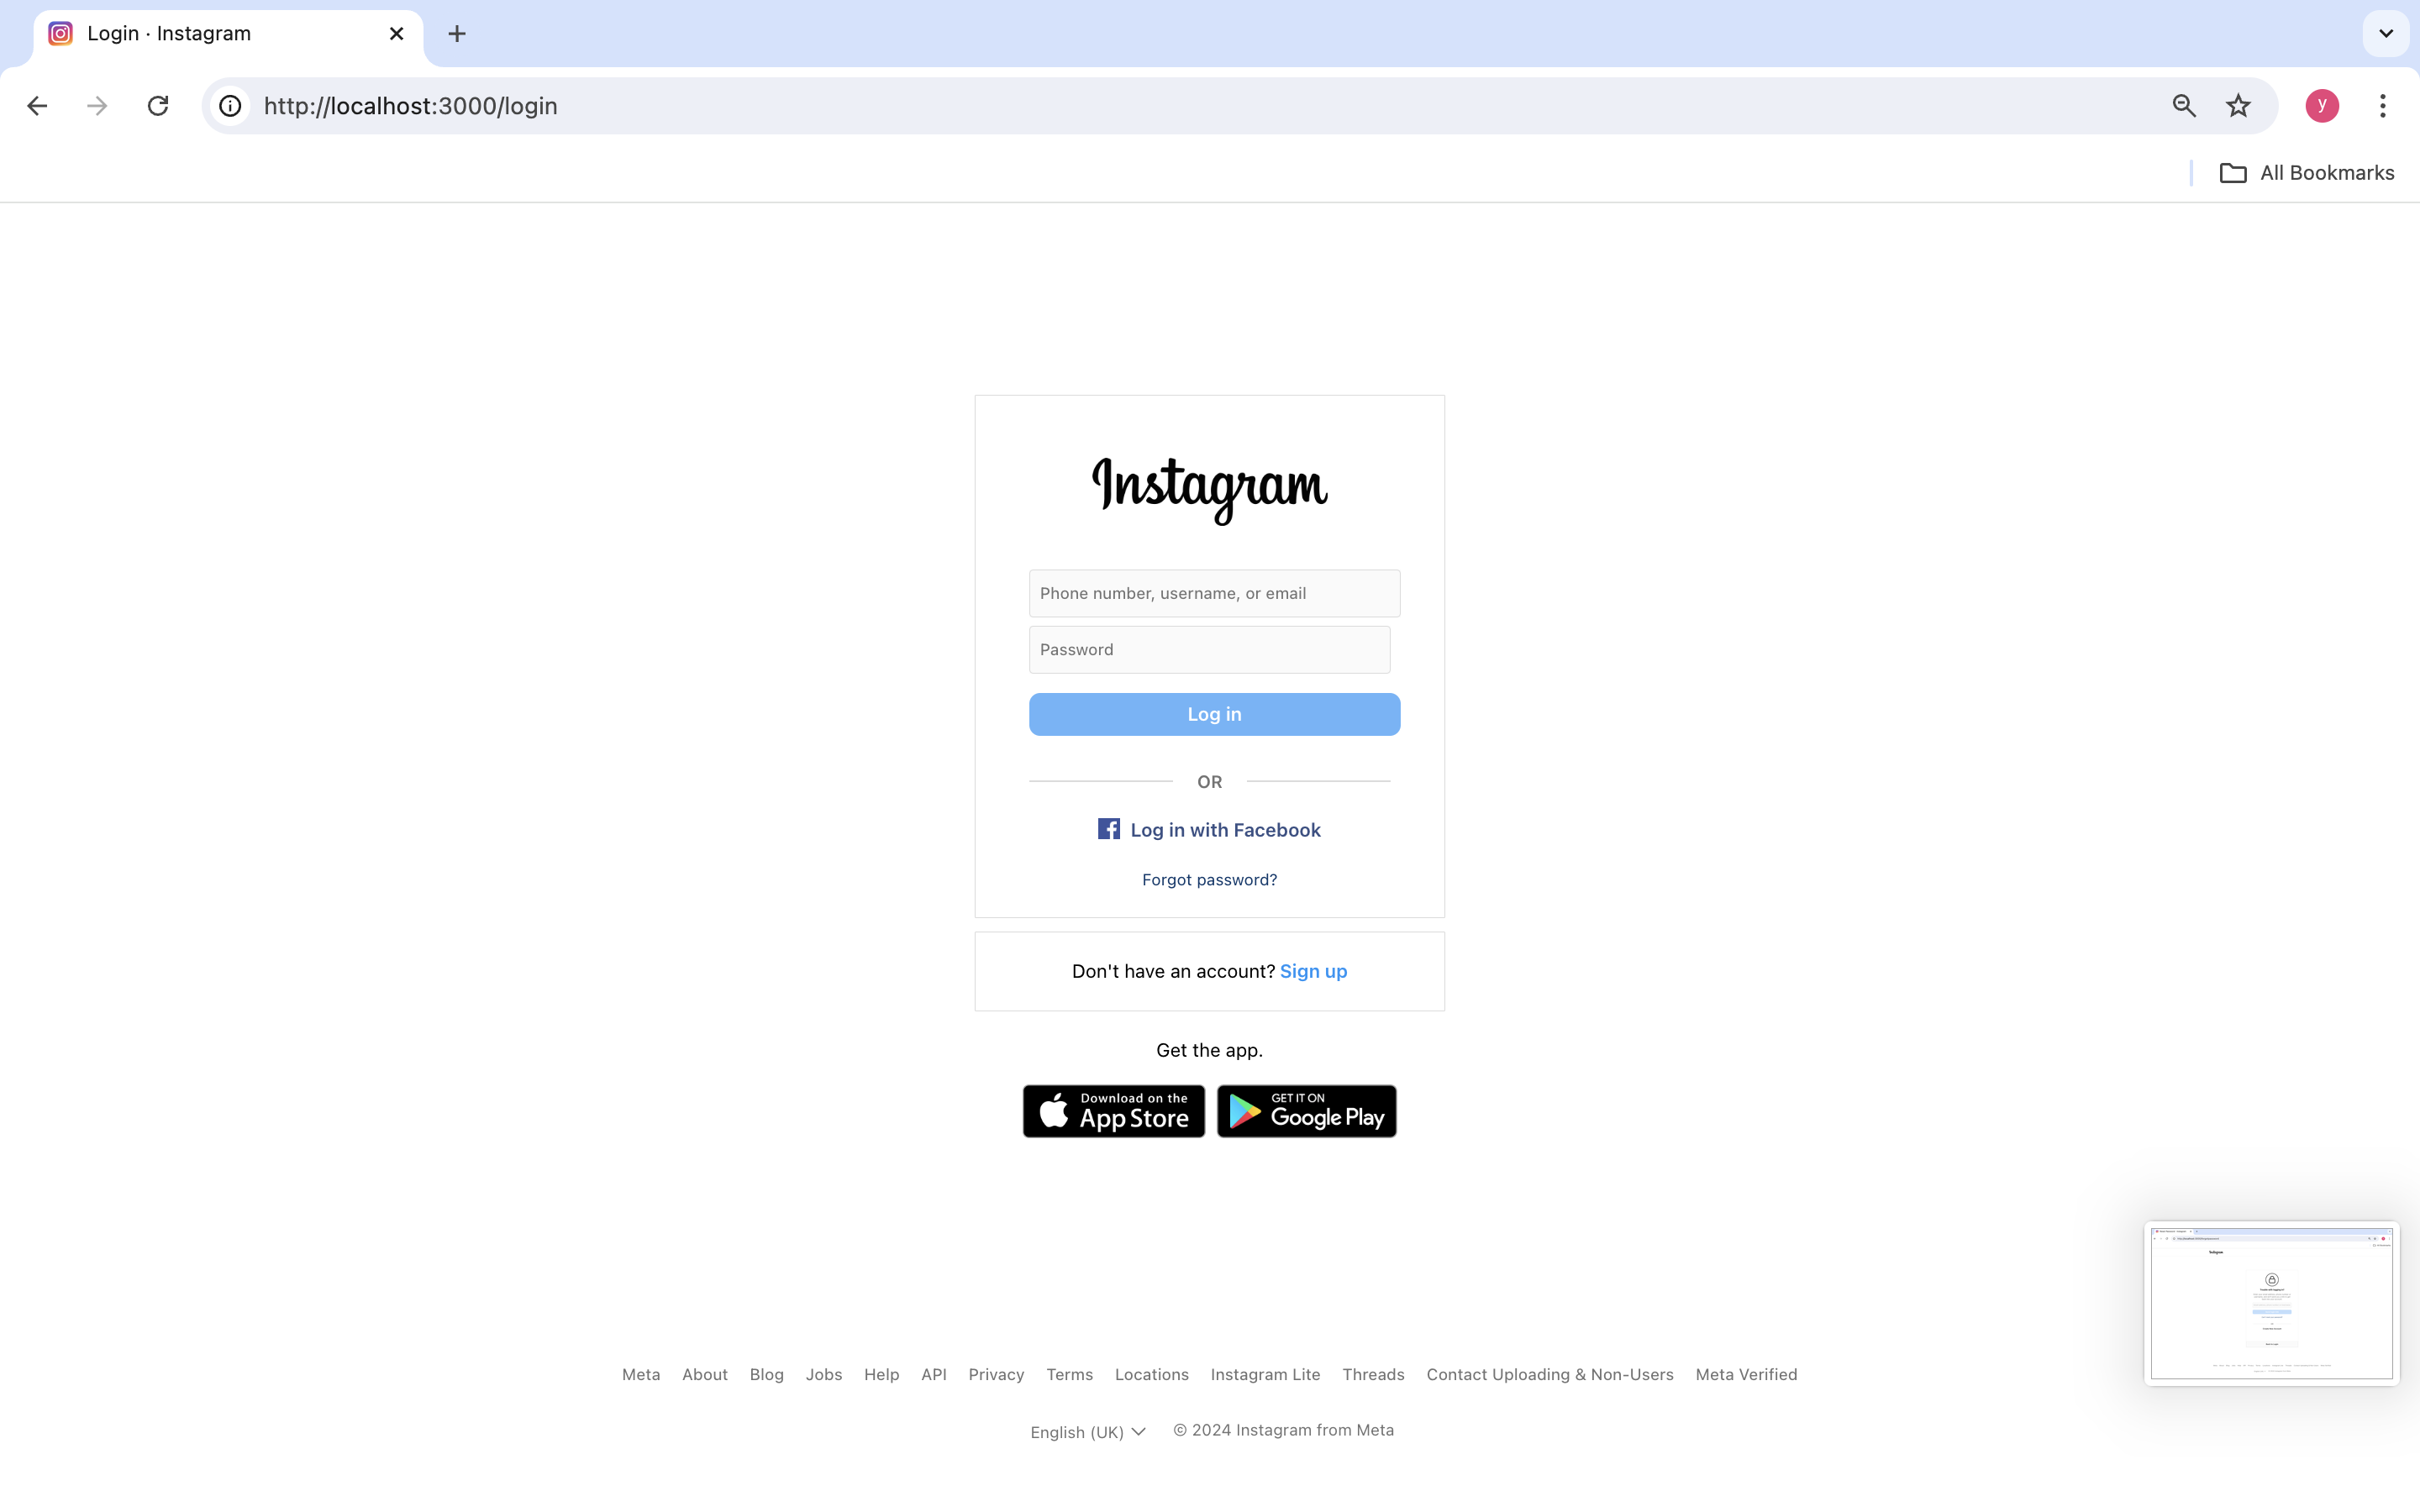 Login · Instagram
http://localhost:3000/login
y
All Bookmarks
Instagram
Phone number, username, or email
Password
Log in
OR
Log in with Facebook
Forgot password?
Don't have an account? Sign up
Get the app.
Download on the
App Store
GET IT ON
Google Play
Meta About Blog Jobs Help API Privacy Terms Locations Instagram Lite Threads Contact Uploading & Non-Users Meta Verified
English (UK) © 2024 Instagram from Meta